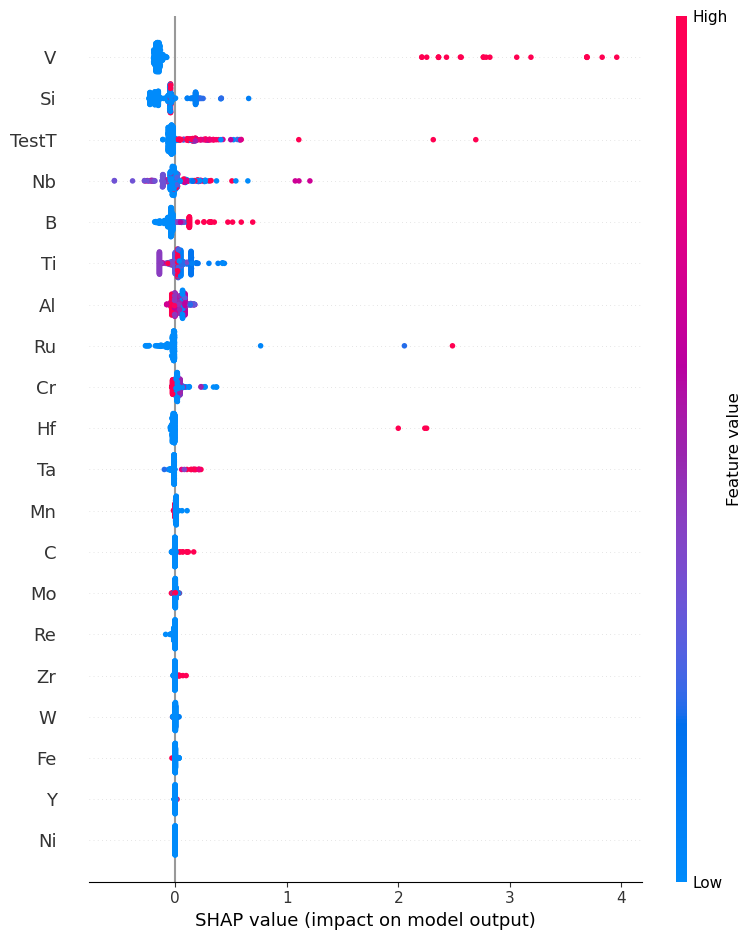 High
V
Si
TestT
Nb
B
Ti
Al
Ru
Cr
Hf
Ta
Mn
C
Mo
Re
Zr
W
Fe
Y
Ni
Feature value
Low
0 1 2 3 4
SHAP value (impact on model output)